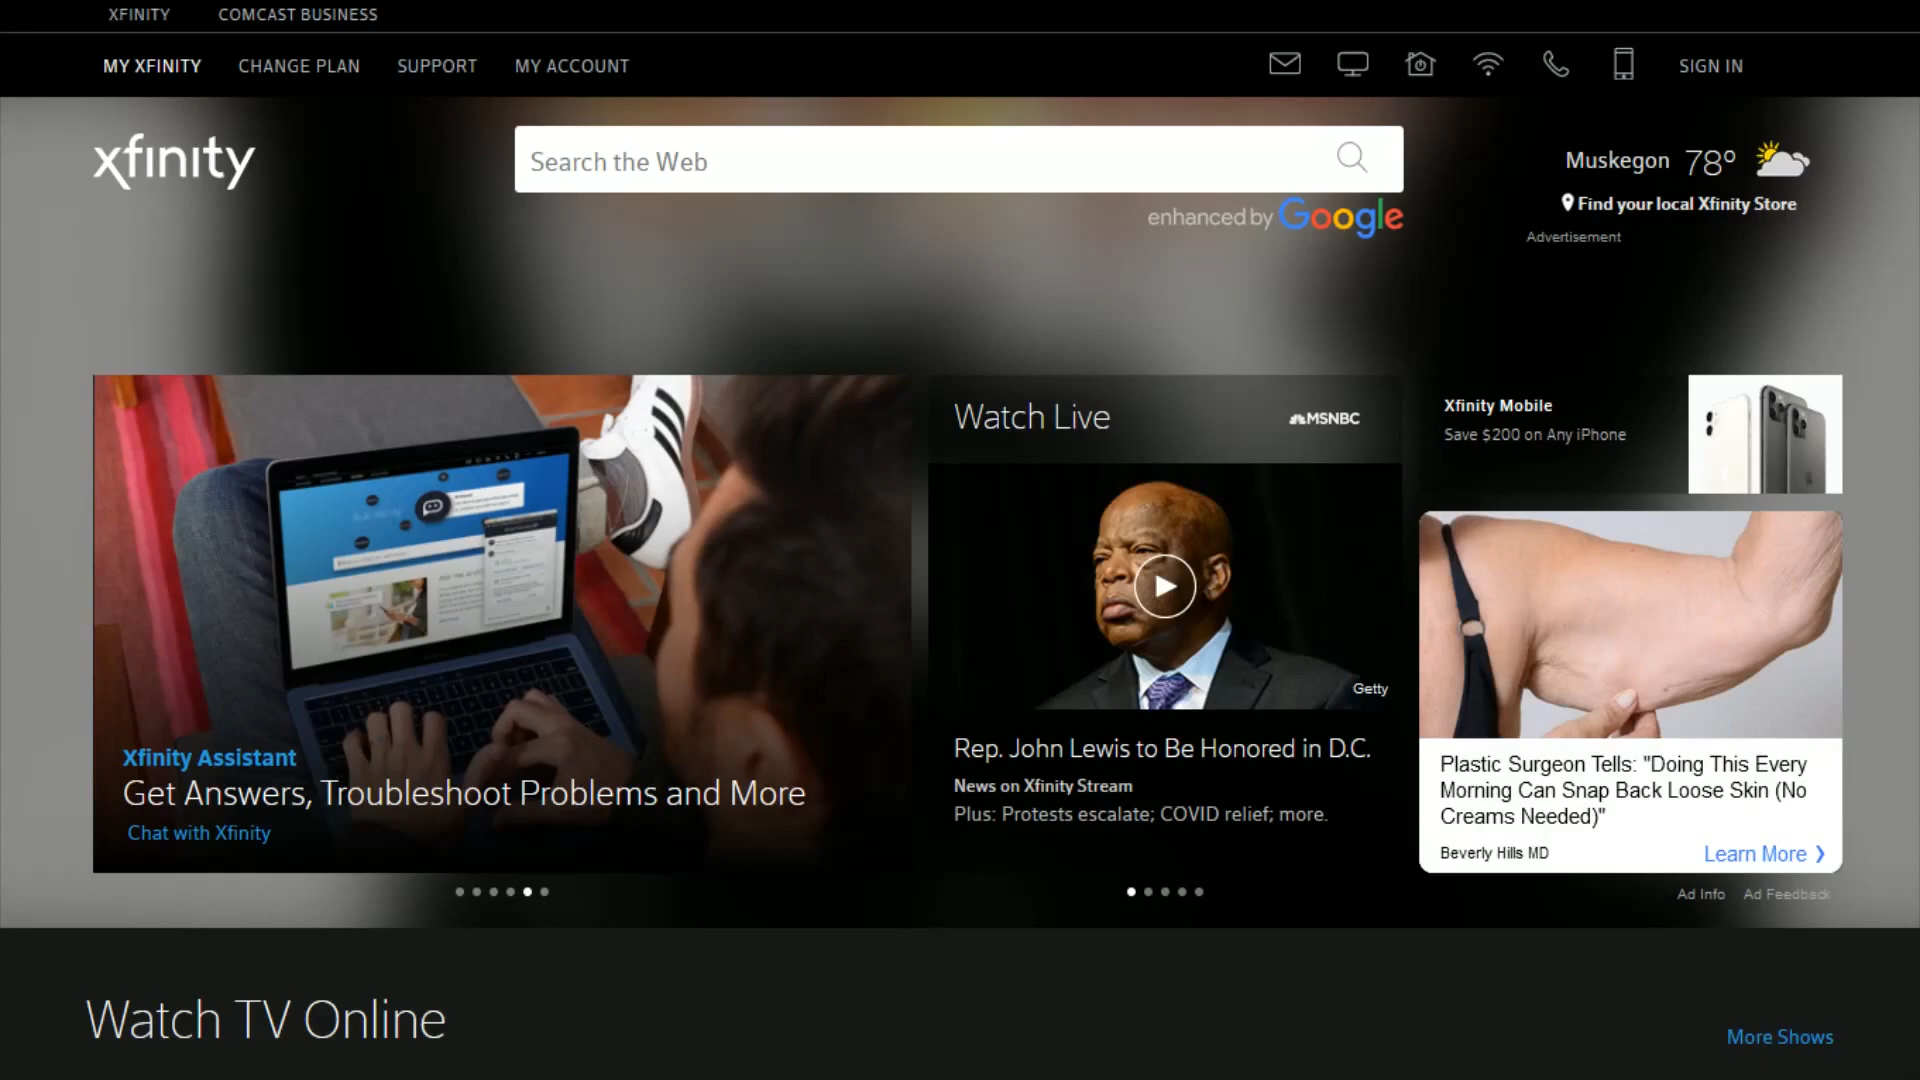 XFINITY COMCAST BUSINESS
MY XFINITY CHANGE PLAN SUPPORT MY ACCOUNT SIGN IN
xfinity
Search the Web
enhanced by Google
Muskegon 78°
Find your local Xfinity Store
Advertisement
Xfinity Assistant
Get Answers, Troubleshoot Problems and More
Chat with Xfinity
Watch Live
MSNBC
Getty
Rep. John Lewis to Be Honored in D.C.
News on Xfinity Stream
Plus: Protests escalate; COVID relief; more.
Xfinity Mobile
Save $200 on Any iPhone
Plastic Surgeon Tells: "Doing This Every
Morning Can Snap Back Loose Skin (No
Creams Needed)"
Beverly Hills MD
Learn More ❯
Ad Info Ad Feedback
Watch TV Online
More Shows